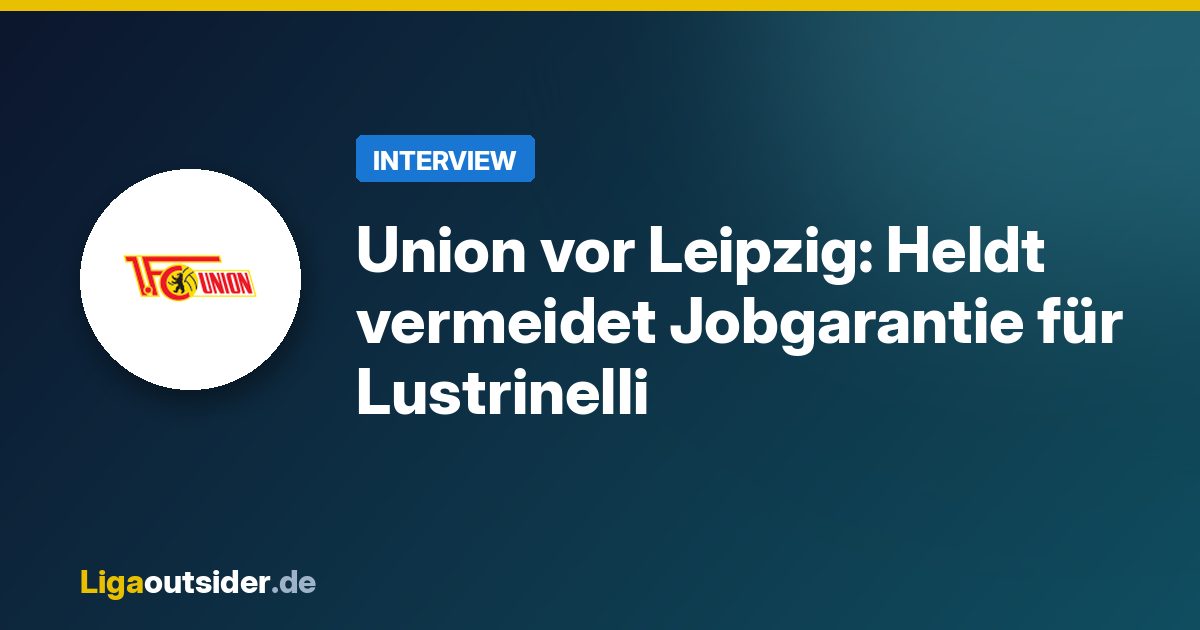 INTERVIEW
Union vor Leipzig: Heldt
vermeidet Jobgarantie für
Lustrinelli
1.FC UNION
Ligaoutsider.de